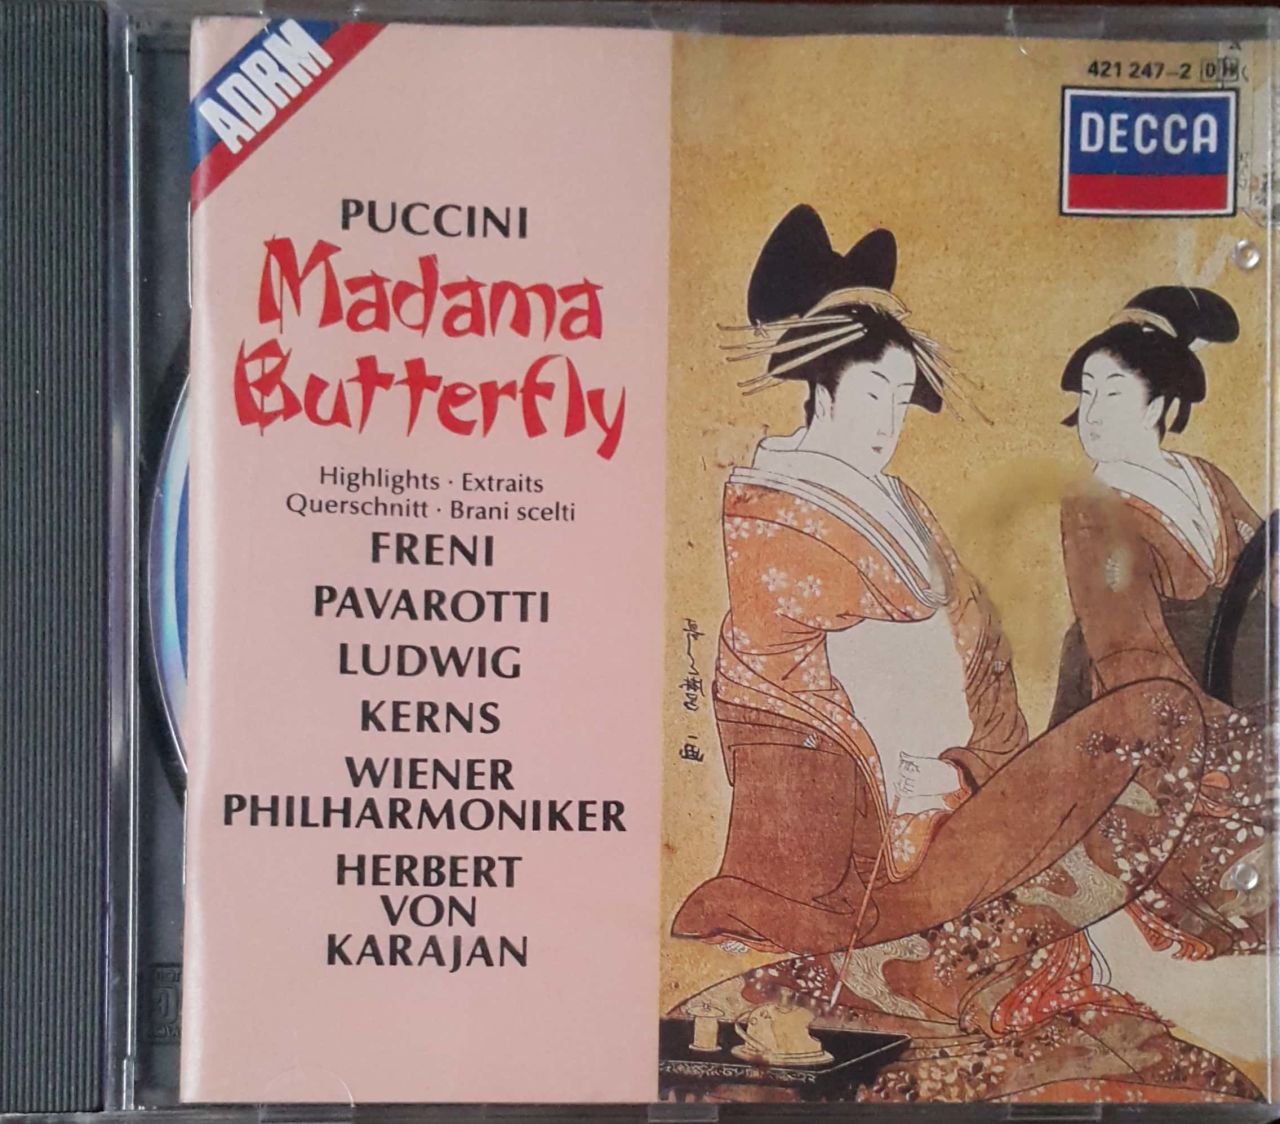 ADRM
421 247-2
DECCA
PUCCINI
Madama
Butterfly
Highlights · Extraits
Querschnitt · Brani scelti
FRENI
PAVAROTTI
LUDWIG
KERNS
WIENER
PHILHARMONIKER
HERBERT
VON
KARAJAN